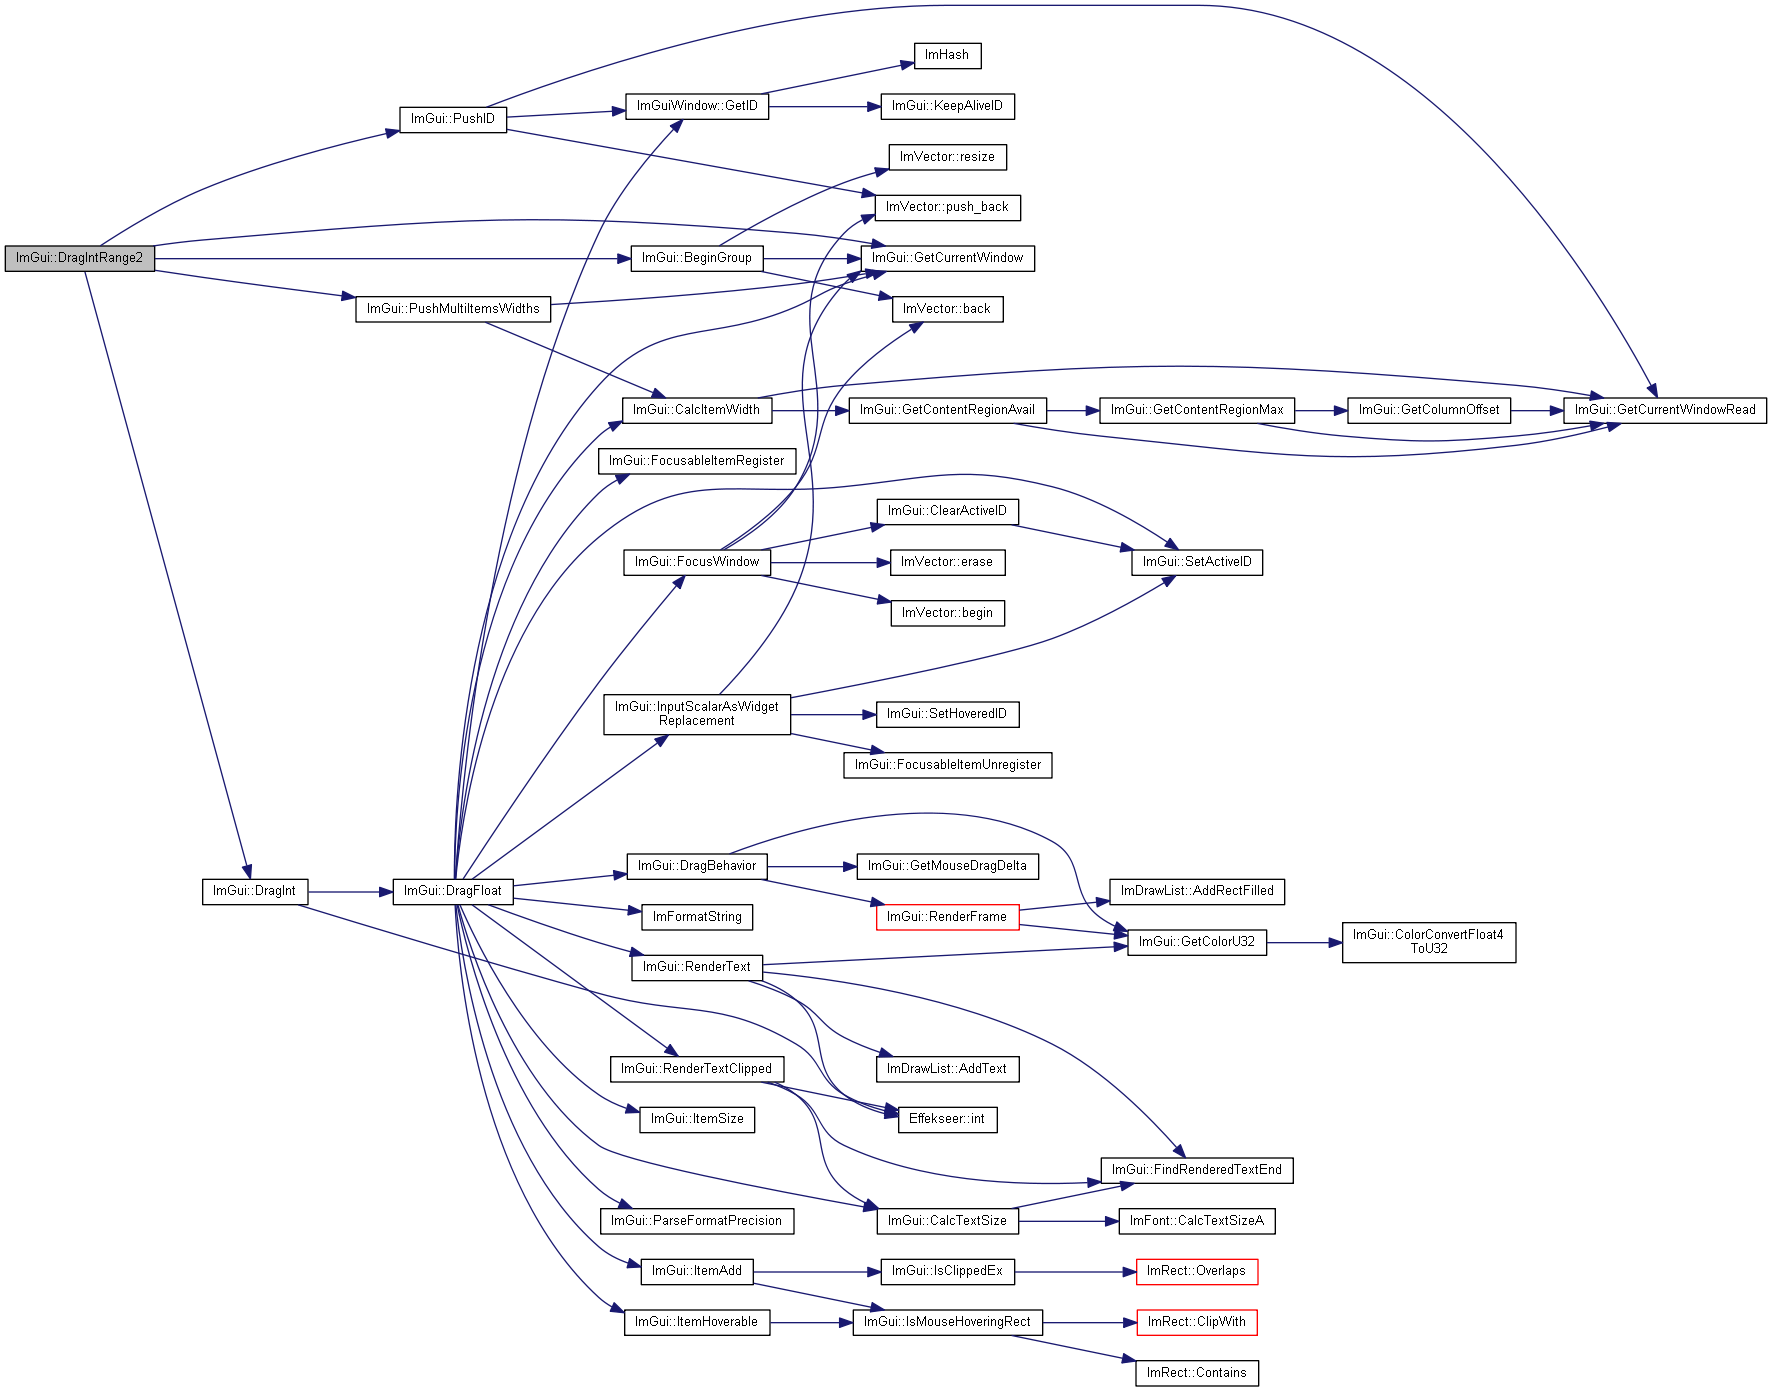 ImHash
ImGuiWindow::GetID
ImGui::KeepAliveID
ImGui::PushID
ImVector::resize
ImVector::push_back
ImGui::DragIntRange2
ImGui::BeginGroup
ImGui::GetCurrentWindow
ImGui::PushMultiItemsWidths
ImVector::back
ImGui::CalcItemWidth
ImGui::GetContentRegionAvail
ImGui::GetContentRegionMax
ImGui::GetColumnOffset
ImGui::GetCurrentWindowRead
ImGui::FocusableItemRegister
ImGui::ClearActiveID
ImGui::FocusWindow
ImVector::erase
ImGui::SetActiveID
ImVector::begin
ImGui::InputScalarAsWidget
Replacement
ImGui::SetHoveredID
ImGui::FocusableItemUnregister
ImGui::DragBehavior
ImGui::GetMouseDragDelta
ImGui::DragInt
ImGui::DragFloat
ImDrawList::AddRectFilled
ImFormatString
ImGui::RenderFrame
ImGui::GetColorU32
ImGui::ColorConvertFloat4
ToU32
ImGui::RenderText
ImGui::RenderTextClipped
ImDrawList::AddText
ImGui::ItemSize
Effekseer::int
ImGui::FindRenderedTextEnd
ImGui::ParseFormatPrecision
ImGui::CalcTextSize
ImFont::CalcTextSizeA
ImGui::ItemAdd
ImGui::IsClippedEx
ImRect::Overlaps
ImGui::ItemHoverable
ImGui::IsMouseHoveringRect
ImRect::ClipWith
ImRect::Contains